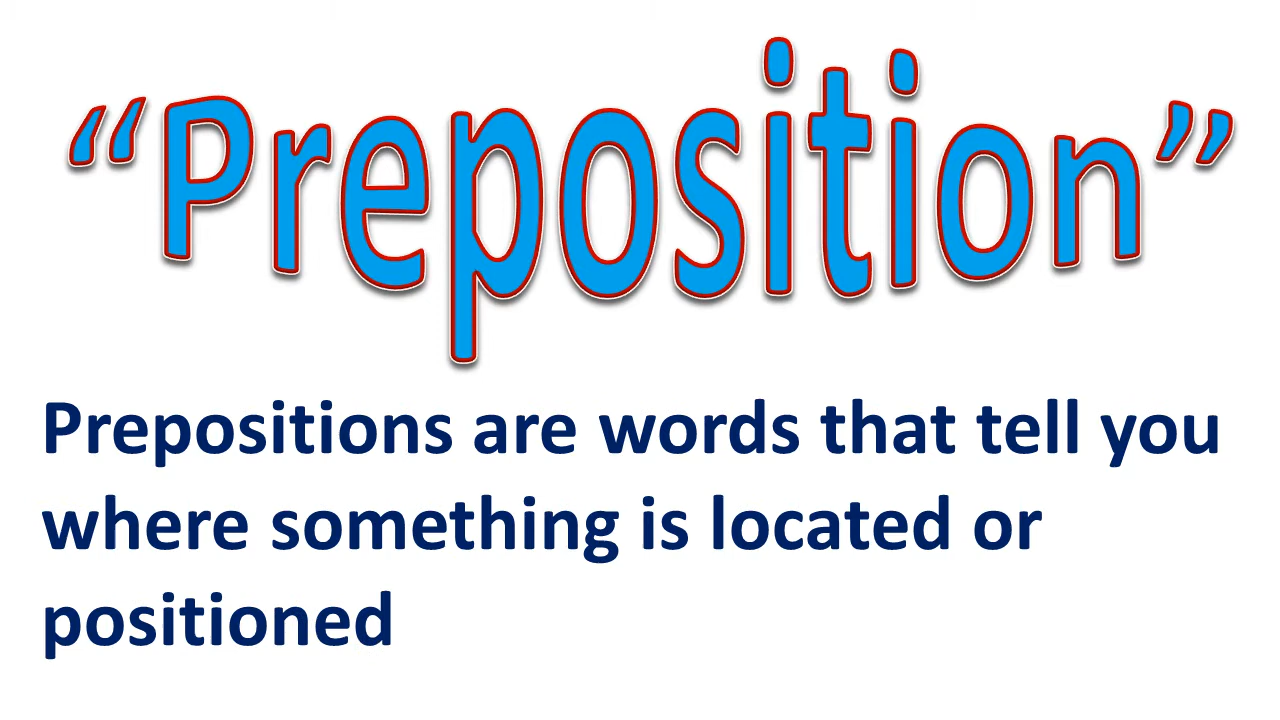 “Preposition”
Prepositions are words that tell you
where something is located or
positioned